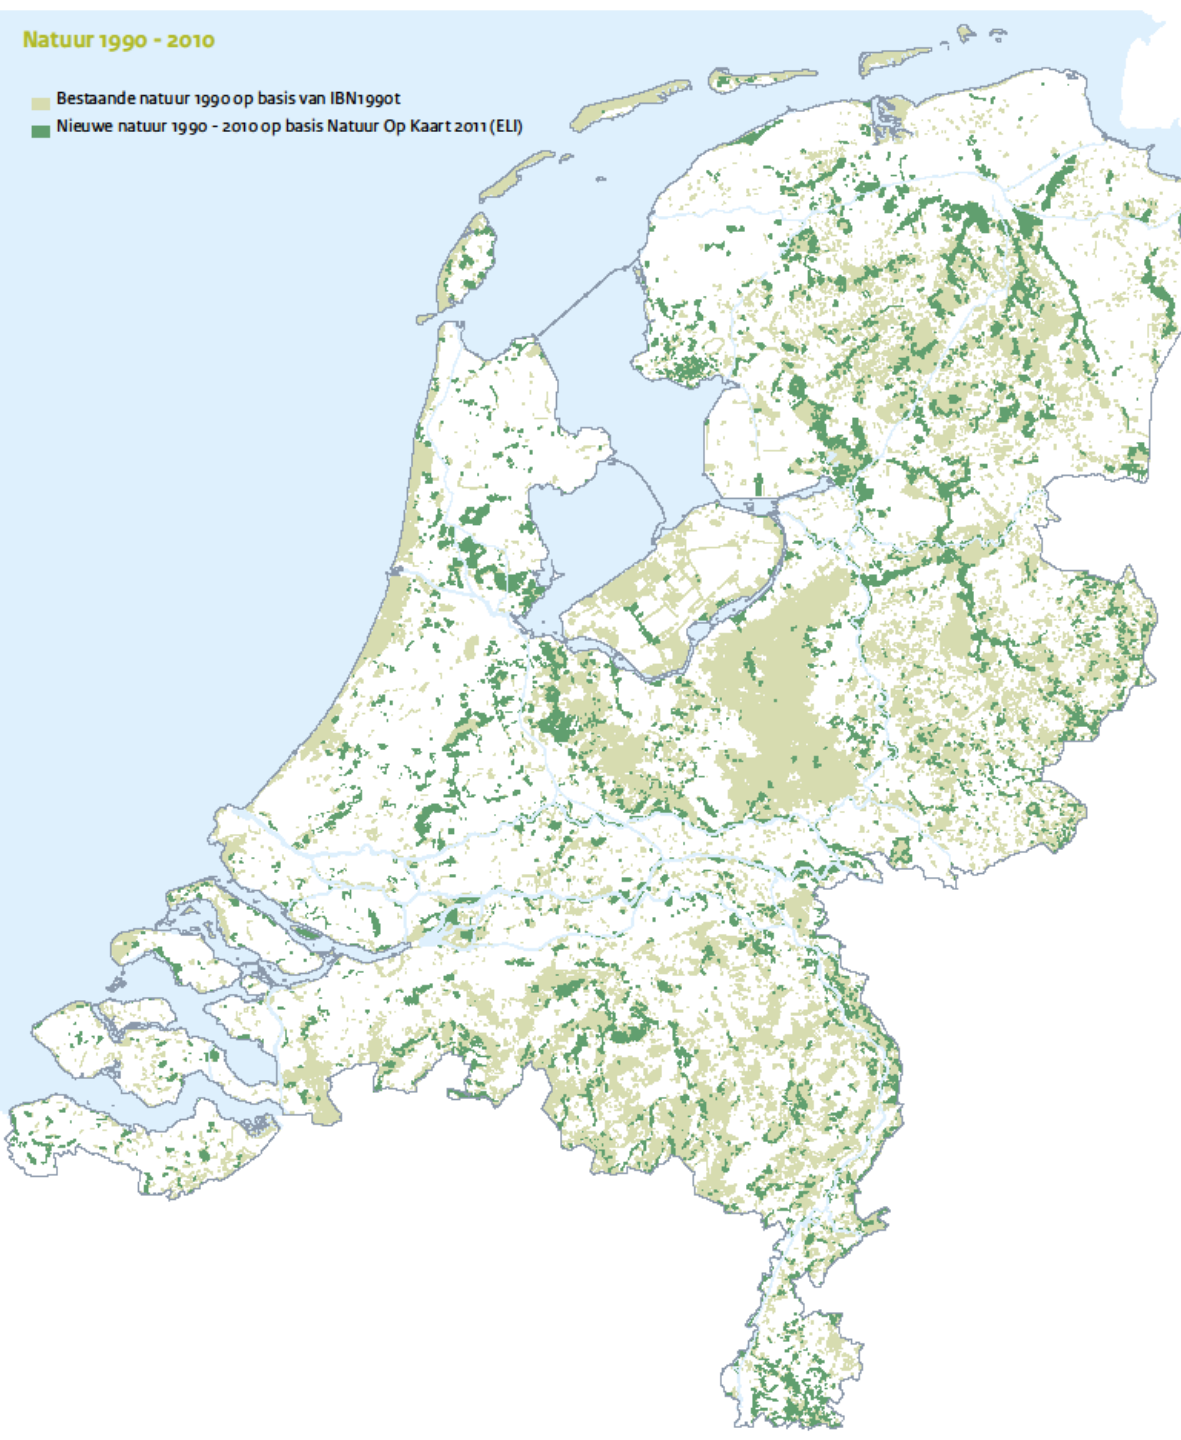 Natuur 1990 - 2010
Bestaande natuur 1990 op basis van IBN1990t
Nieuwe natuur 1990 - 2010 op basis Natuur Op Kaart 2011 (ELI)